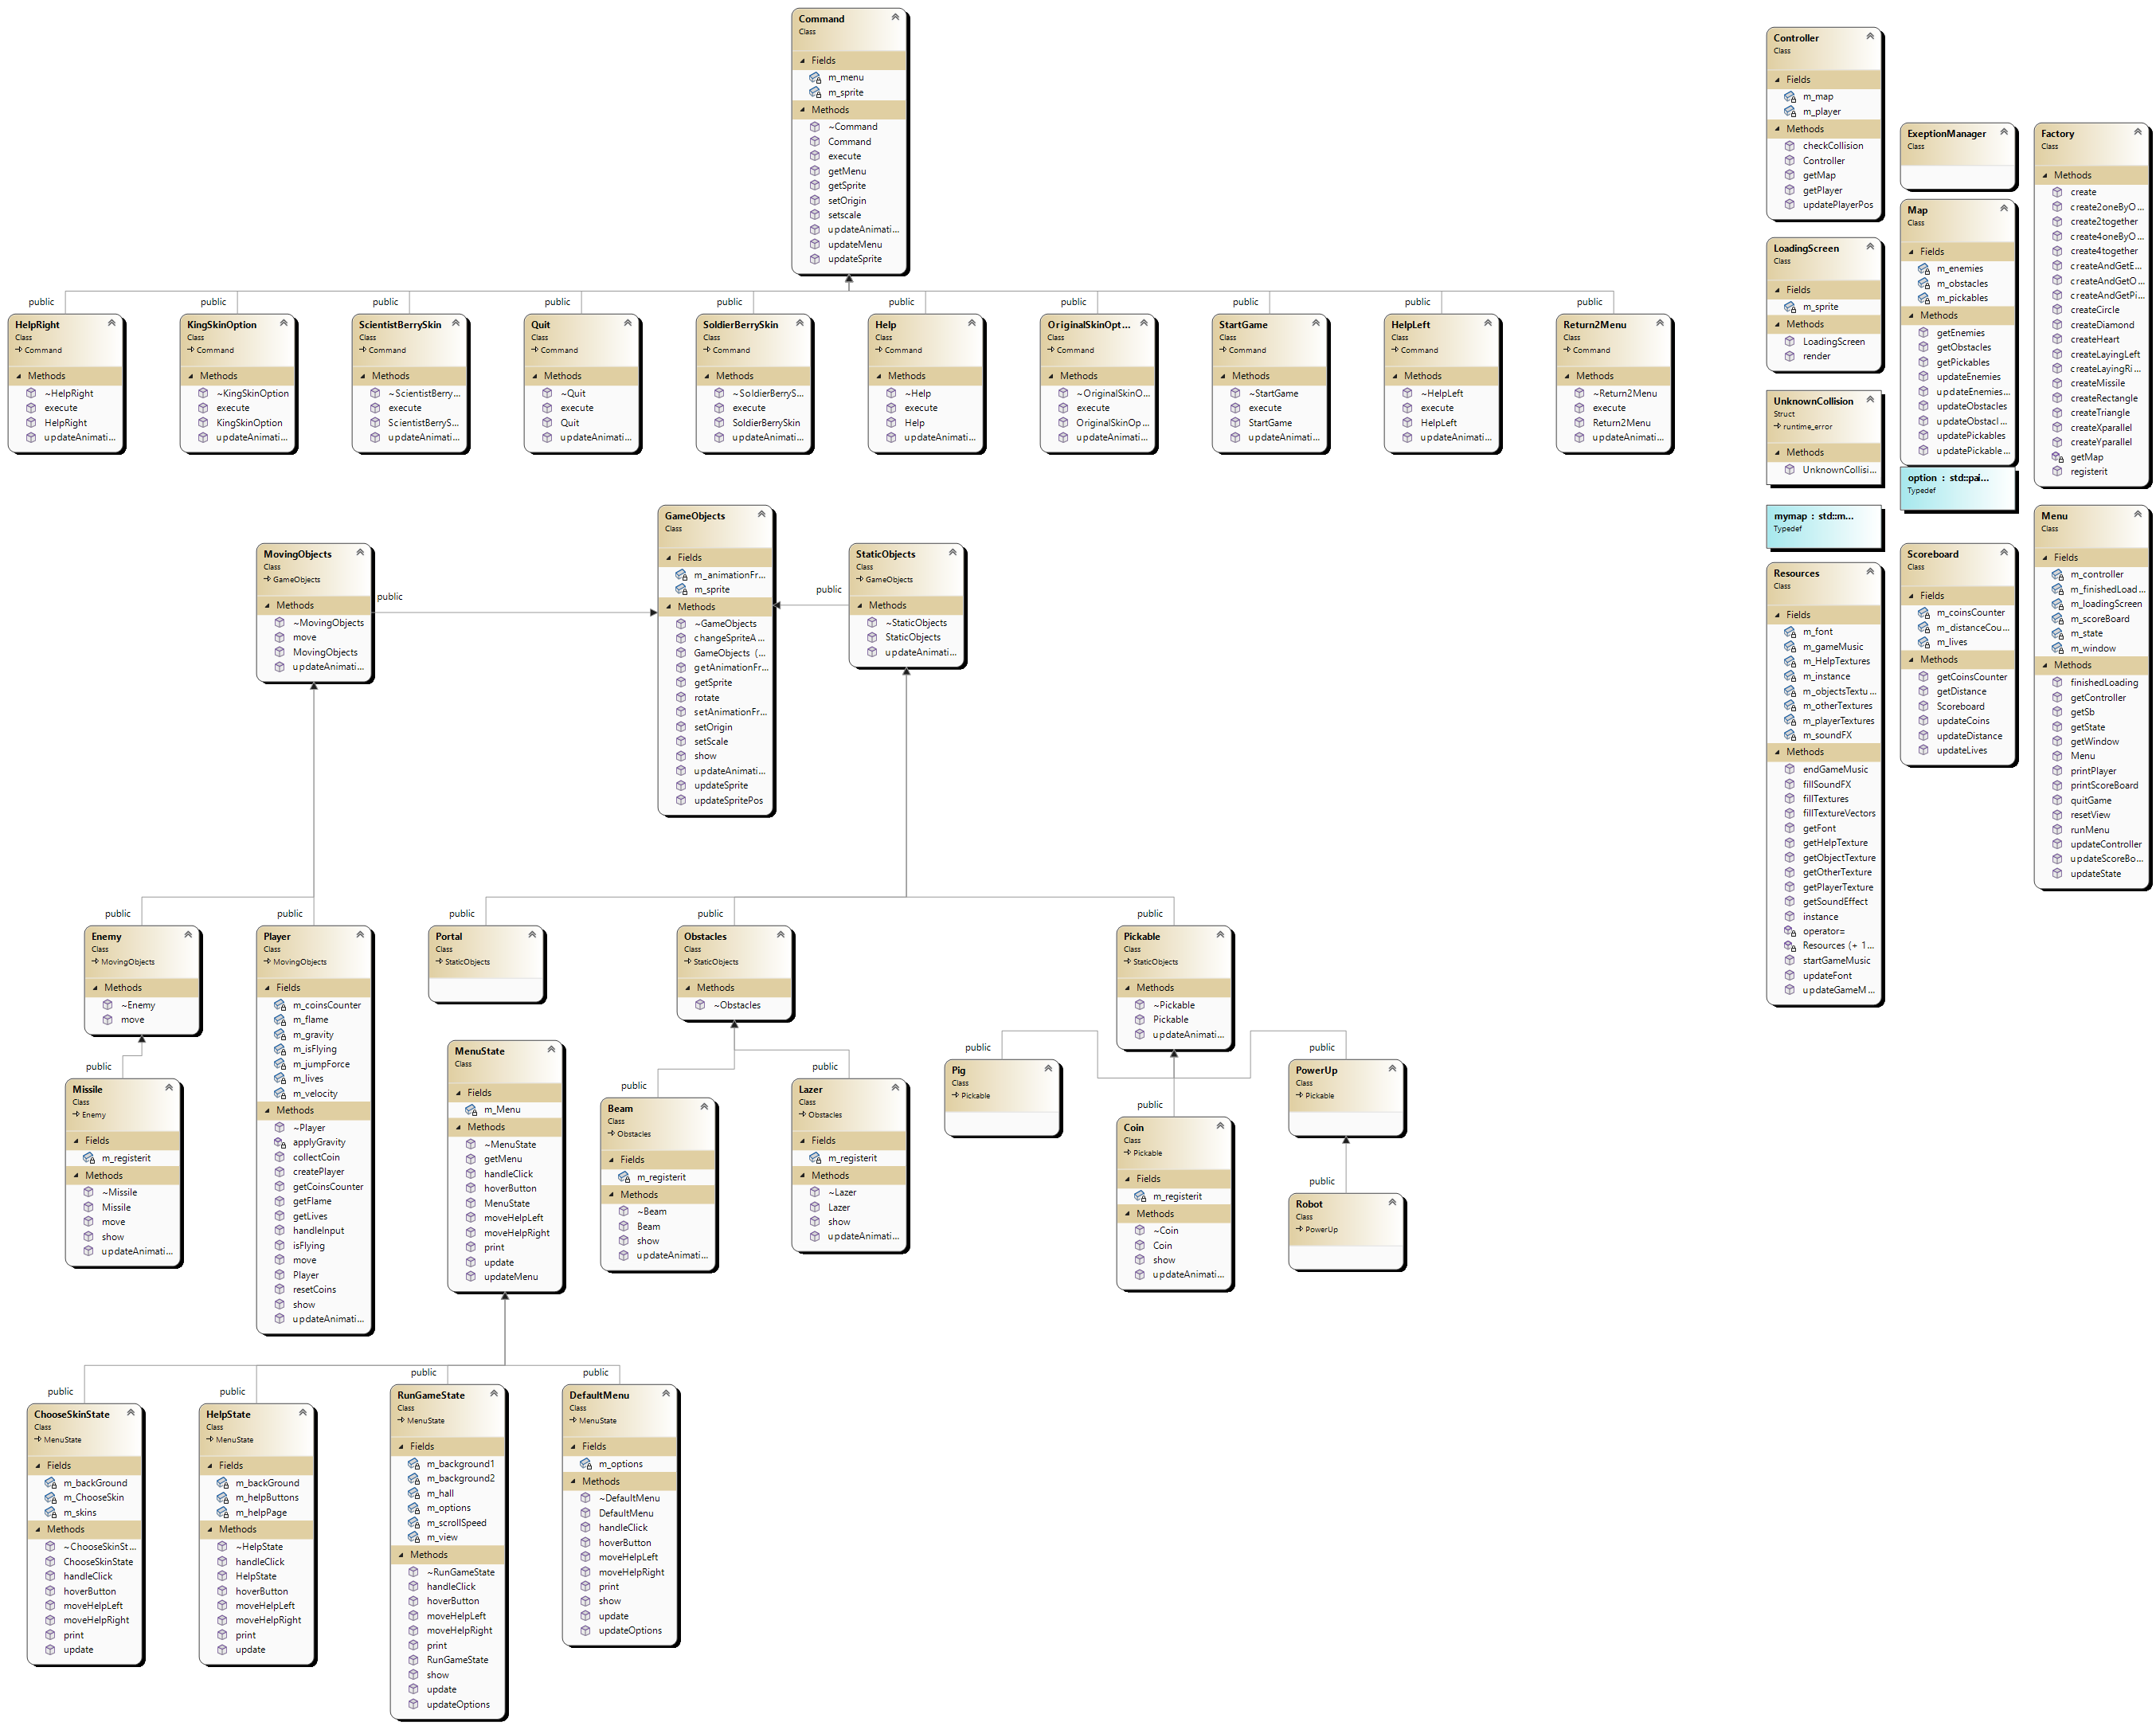 Command
Class
Fields
m_menu
m_sprite
Methods
~Command
Command
execute
getMenu
getSprite
setOrigin
setscale
updateAnimati...
updateMenu
updateSprite
public
public
public
public
public
public
public
public
public
public
HelpRight
Class
Command
Methods
~HelpRight
execute
HelpRight
updateAnimati...
KingSkinOption
Class
Command
Methods
~KingSkinOption
execute
KingSkinOption
updateAnimati...
ScientistBerrySkin
Class
Command
Methods
~ScientistBerry...
execute
ScientistBerryS...
updateAnimati...
Quit
Class
Command
Methods
~Quit
execute
Quit
updateAnimati...
SoldierBerrySkin
Class
Command
Methods
~SoldierBerryS...
execute
SoldierBerrySkin
updateAnimati...
Help
Class
Command
Methods
~Help
execute
Help
updateAnimati...
OriginalSkinOpt...
Class
Command
Methods
~OriginalSkinO...
execute
OriginalSkinOp...
updateAnimati...
StartGame
Class
Command
Methods
~StartGame
execute
StartGame
updateAnimati...
HelpLeft
Class
Command
Methods
~HelpLeft
execute
HelpLeft
updateAnimati...
Return2Menu
Class
Command
Methods
~Return2Menu
execute
Return2Menu
updateAnimati...
MovingObjects
Class
GameObjects
Methods
~MovingObjects
move
MovingObjects
updateAnimati...
public
GameObjects
Class
Fields
m_animationFr...
m_sprite
Methods
~GameObjects
changeSpriteA...
GameObjects (...
getAnimationFr...
getSprite
rotate
setAnimationFr...
setOrigin
setScale
show
updateAnimati...
updateSprite
updateSpritePos
public
StaticObjects
Class
GameObjects
Methods
~StaticObjects
StaticObjects
updateAnimati...
public
public
public
public
public
Enemy
Class
MovingObjects
Methods
~Enemy
move
public
Missile
Class
Enemy
Fields
m_registerit
Methods
~Missile
Missile
move
show
updateAnimati...
Player
Class
MovingObjects
Fields
m_coinsCounter
m_flame
m_gravity
m_isFlying
m_jumpForce
m_lives
m_velocity
Methods
~Player
applyGravity
collectCoin
createPlayer
getCoinsCounter
getFlame
getLives
handleInput
isFlying
move
Player
resetCoins
show
updateAnimati...
Portal
Class
StaticObjects
Obstacles
Class
StaticObjects
Methods
~Obstacles
Pickable
Class
StaticObjects
Methods
~Pickable
Pickable
updateAnimati...
MenuState
Class
Fields
m_Menu
Methods
~MenuState
getMenu
handleClick
hoverButton
MenuState
moveHelpLeft
moveHelpRight
print
update
updateMenu
public
Beam
Class
Obstacles
Fields
m_registerit
Methods
~Beam
Beam
show
updateAnimati...
public
Lazer
Class
Obstacles
Fields
m_registerit
Methods
~Lazer
Lazer
show
updateAnimati...
public
Pig
Class
Pickable
public
Coin
Class
Pickable
Fields
m_registerit
Methods
~Coin
Coin
show
updateAnimati...
public
PowerUp
Class
Pickable
public
Robot
Class
PowerUp
public
public
public
public
ChooseSkinState
Class
MenuState
Fields
m_backGround
m_ChooseSkin
m_skins
Methods
~ChooseSkinSt...
ChooseSkinState
handleClick
hoverButton
moveHelpLeft
moveHelpRight
print
update
HelpState
Class
MenuState
Fields
m_backGround
m_helpButtons
m_helpPage
Methods
~HelpState
handleClick
HelpState
hoverButton
moveHelpLeft
moveHelpRight
print
update
RunGameState
Class
MenuState
Fields
m_background1
m_background2
m_hall
m_options
m_scrollSpeed
m_view
Methods
~RunGameState
handleClick
hoverButton
moveHelpLeft
moveHelpRight
print
RunGameState
show
update
updateOptions
DefaultMenu
Class
MenuState
Fields
m_options
Methods
~DefaultMenu
DefaultMenu
handleClick
hoverButton
moveHelpLeft
moveHelpRight
print
show
update
updateOptions
Controller
Class
Fields
m_map
m_player
Methods
checkCollision
Controller
getMap
getPlayer
updatePlayerPos
LoadingScreen
Class
Fields
m_sprite
Methods
LoadingScreen
render
UnknownCollision
Struct
runtime_error
Methods
UnknownCollisi...
mymap : std::m...
Typedef
Resources
Class
Fields
m_font
m_gameMusic
m_HelpTextures
m_instance
m_objectsTextu...
m_otherTextures
m_playerTextures
m_soundFX
Methods
endGameMusic
fillSoundFX
fillTextures
fillTextureVectors
getFont
getHelpTexture
getObjectTexture
getOtherTexture
getPlayerTexture
getSoundEffect
instance
operator=
Resources (+ 1...
startGameMusic
updateFont
updateGameM...
ExeptionManager
Class
Map
Class
Fields
m_enemies
m_obstacles
m_pickables
Methods
getEnemies
getObstacles
getPickables
updateEnemies
updateEnemies...
updateObstacles
updateObstacl...
updatePickables
updatePickable...
option : std::pai...
Typedef
Scoreboard
Class
Fields
m_coinsCounter
m_distanceCou...
m_lives
Methods
getCoinsCounter
getDistance
Scoreboard
updateCoins
updateDistance
updateLives
Factory
Class
Methods
create
create2oneByO...
create2together
create4oneByO...
create4together
createAndGetE...
createAndGetO...
createAndGetPi...
createCircle
createDiamond
createHeart
createLayingLeft
createLayingRi...
createMissile
createRectangle
createTriangle
createXparallel
createYparallel
getMap
registerit
Menu
Class
Fields
m_controller
m_finishedLoad...
m_loadingScreen
m_scoreBoard
m_state
m_window
Methods
finishedLoading
getController
getSb
getState
getWindow
Menu
printPlayer
printScoreBoard
quitGame
resetView
runMenu
updateController
updateScoreBo...
updateState